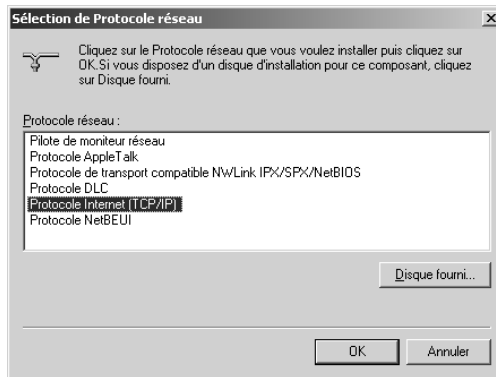 Sélection de Protocole réseau
Cliquez sur le Protocole réseau que vous voulez installer puis cliquez sur
OK.Si vous disposez d'un disque d'installation pour ce composant, cliquez
sur Disque fourni.
Protocole réseau :
Pilote de moniteur réseau
Protocole AppleTalk
Protocole de transport compatible NWLink IPX/SPX/NetBIOS
Protocole DLC
Protocole Internet (TCP/IP)
Protocole NetBEUI
Disque fourni...
OK
Annuler